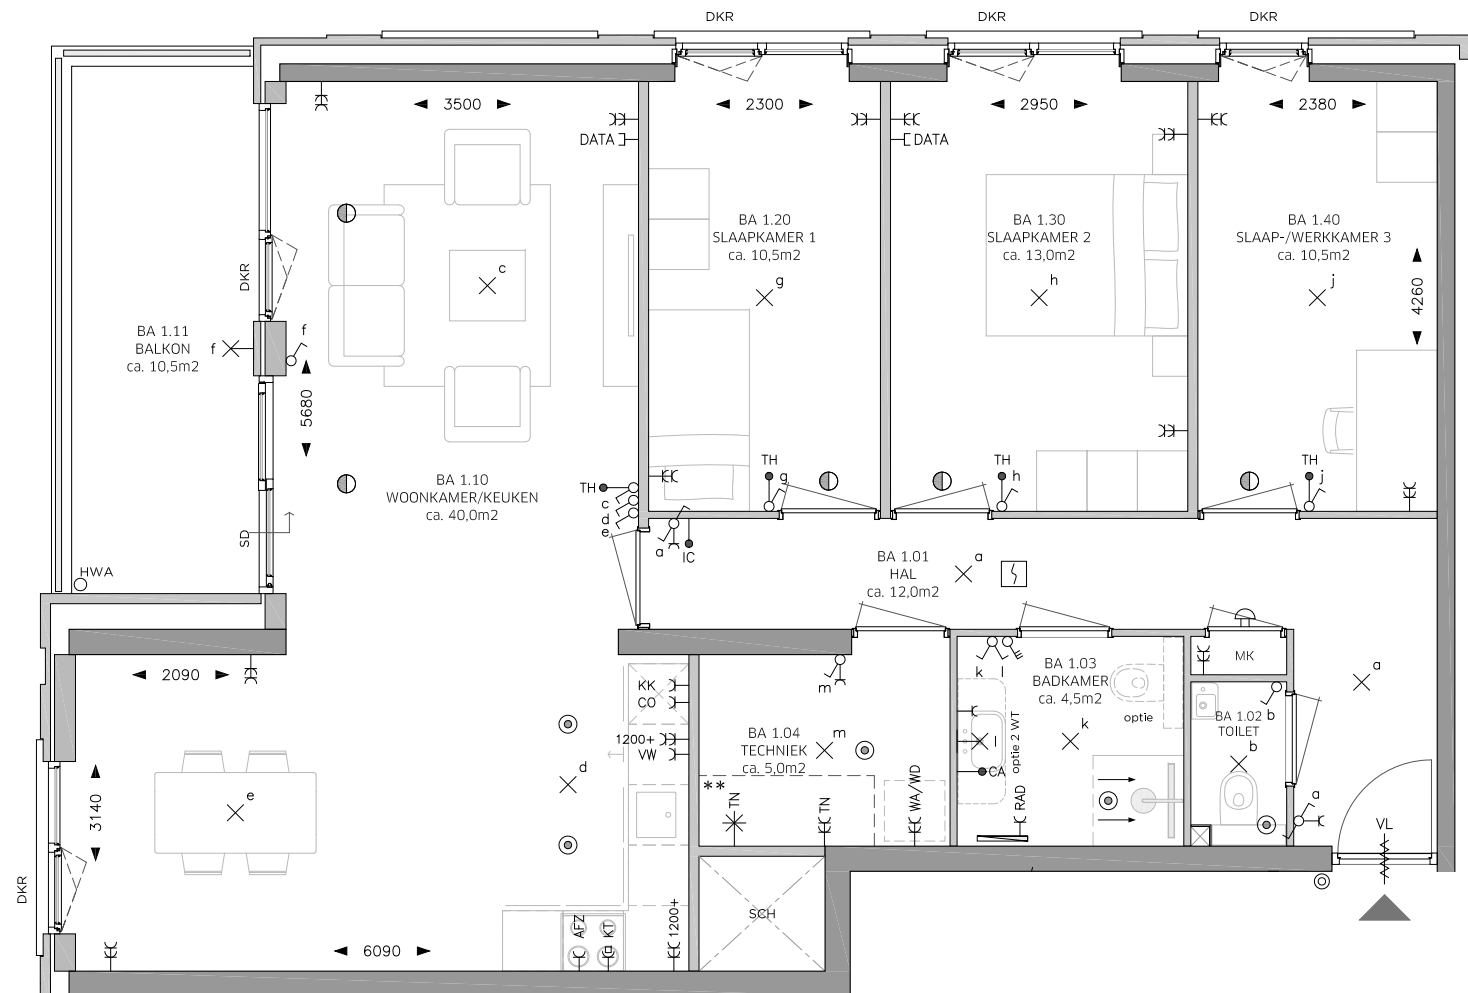 DKR
DKR
DKR
3500
2300
2950
2380
DATA
DATA
BA 1.20
SLAAPKAMER 1
ca. 10,5m2
g
BA 1.30
SLAAPKAMER 2
ca. 13,0m2
h
BA 1.40
SLAAP-/WERKKAMER 3
ca. 10,5m2
j
4260
c
DKR
BA 1.11
BALKON
ca. 10,5m2
f
f
5680
BA 1.10
WOONKAMER/KEUKEN
ca. 40,0m2
TH
c
d
e
TH
g
TH
h
TH
j
SD
HWA
a
IC
BA 1.01
HAL
ca. 12,0m2
a
2090
KK
CO
1200+
VW
m
k
l
BA 1.03
BADKAMER
ca. 4,5m2
optie
k
l
optie 2 WT
CA
RAD
MK
BA 1.02
TOILET
b
b
a
BA 1.04
TECHNIEK
ca. 5,0m2
m
**
TN
TN
WA/WD
d
e
3140
DKR
a
VL
SCH
AFZ
KT
1200+
6090